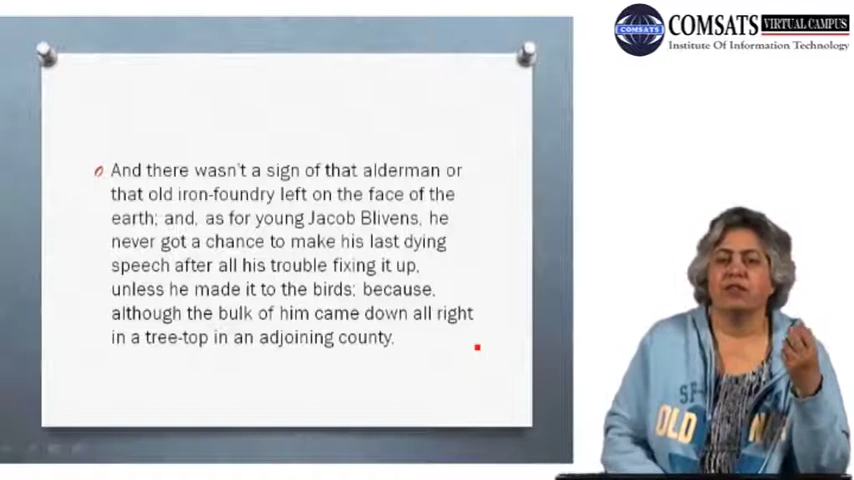 COMSATS
COMSATS VIRTUAL CAMPUS
Institute Of Information Technology
And there wasn't a sign of that alderman or
that old iron-foundry left on the face of the
earth; and, as for young Jacob Blivens, he
never got a chance to make his last dying
speech after all his trouble fixing it up,
unless he made it to the birds; because,
although the bulk of him came down all right
in a tree-top in an adjoining county,
OLD N